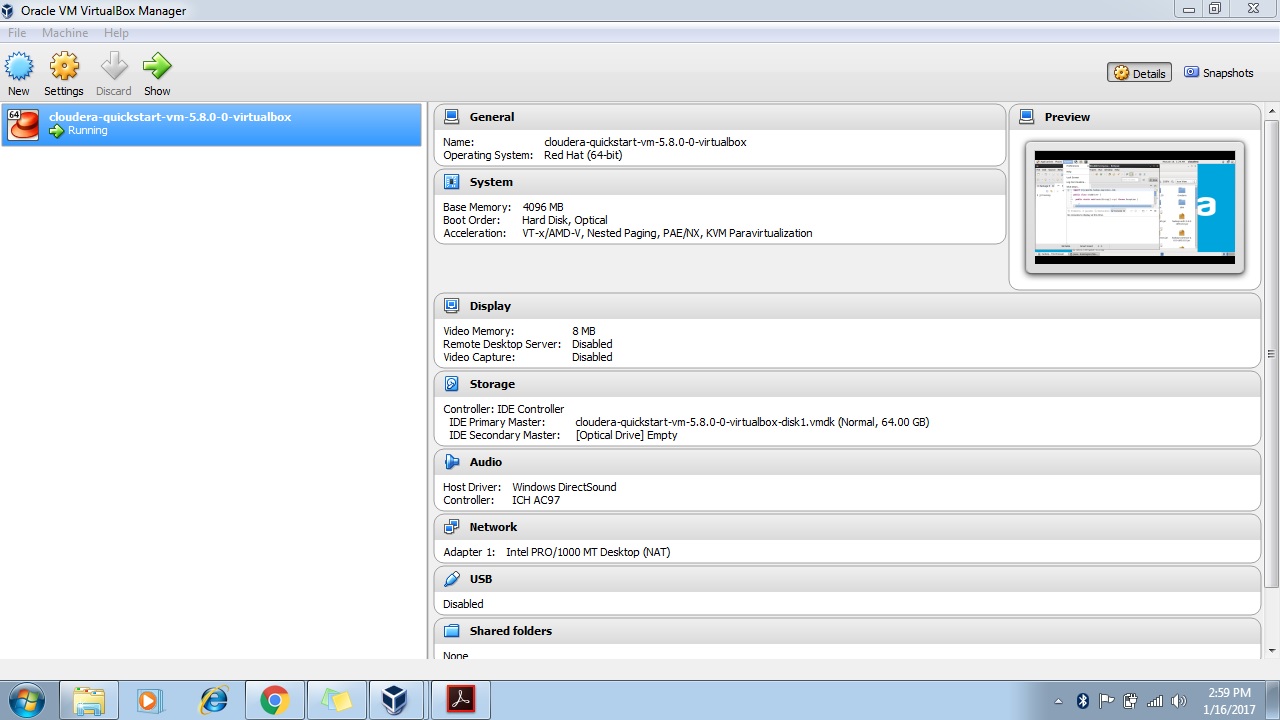 Oracle VM VirtualBox Manager
File Machine Help
New Settings Discard Show
Details Snapshots
64
cloudera-quickstart-vm-5.8.0-0-virtualbox
Running
General
Name: cloudera-quickstart-vm-5.8.0-0-virtualbox
Operating System: Red Hat (64-bit)
Preview
a
System
Base Memory: 4096 MB
Boot Order: Hard Disk, Optical
Acceleration: VT-x/AMD-V, Nested Paging, PAE/NX, KVM Paravirtualization
Display
Video Memory: 8 MB
Remote Desktop Server: Disabled
Video Capture: Disabled
Storage
Controller: IDE Controller
IDE Primary Master: cloudera-quickstart-vm-5.8.0-0-virtualbox-disk1.vmdk (Normal, 64.00 GB)
IDE Secondary Master: [Optical Drive] Empty
Audio
Host Driver: Windows DirectSound
Controller: ICH AC97
Network
Adapter 1: Intel PRO/1000 MT Desktop (NAT)
USB
Disabled
Shared folders
None
2:59 PM
1/16/2017